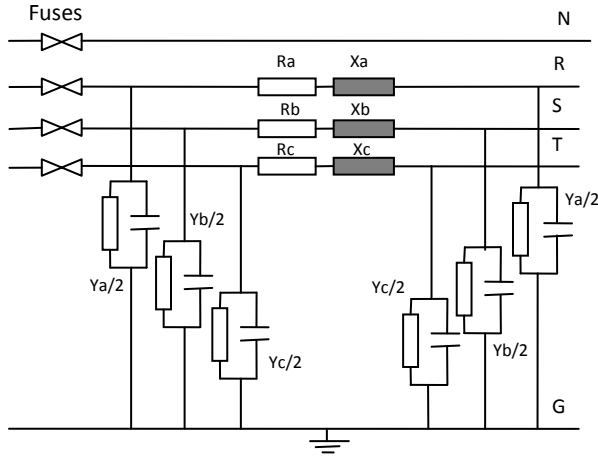 Fuses
N
R
Ra Xa
S
Rb Xb
T
Rc Xc
Ya/2
Yb/2
Yc/2
Ya/2
Yc/2
Yb/2
G